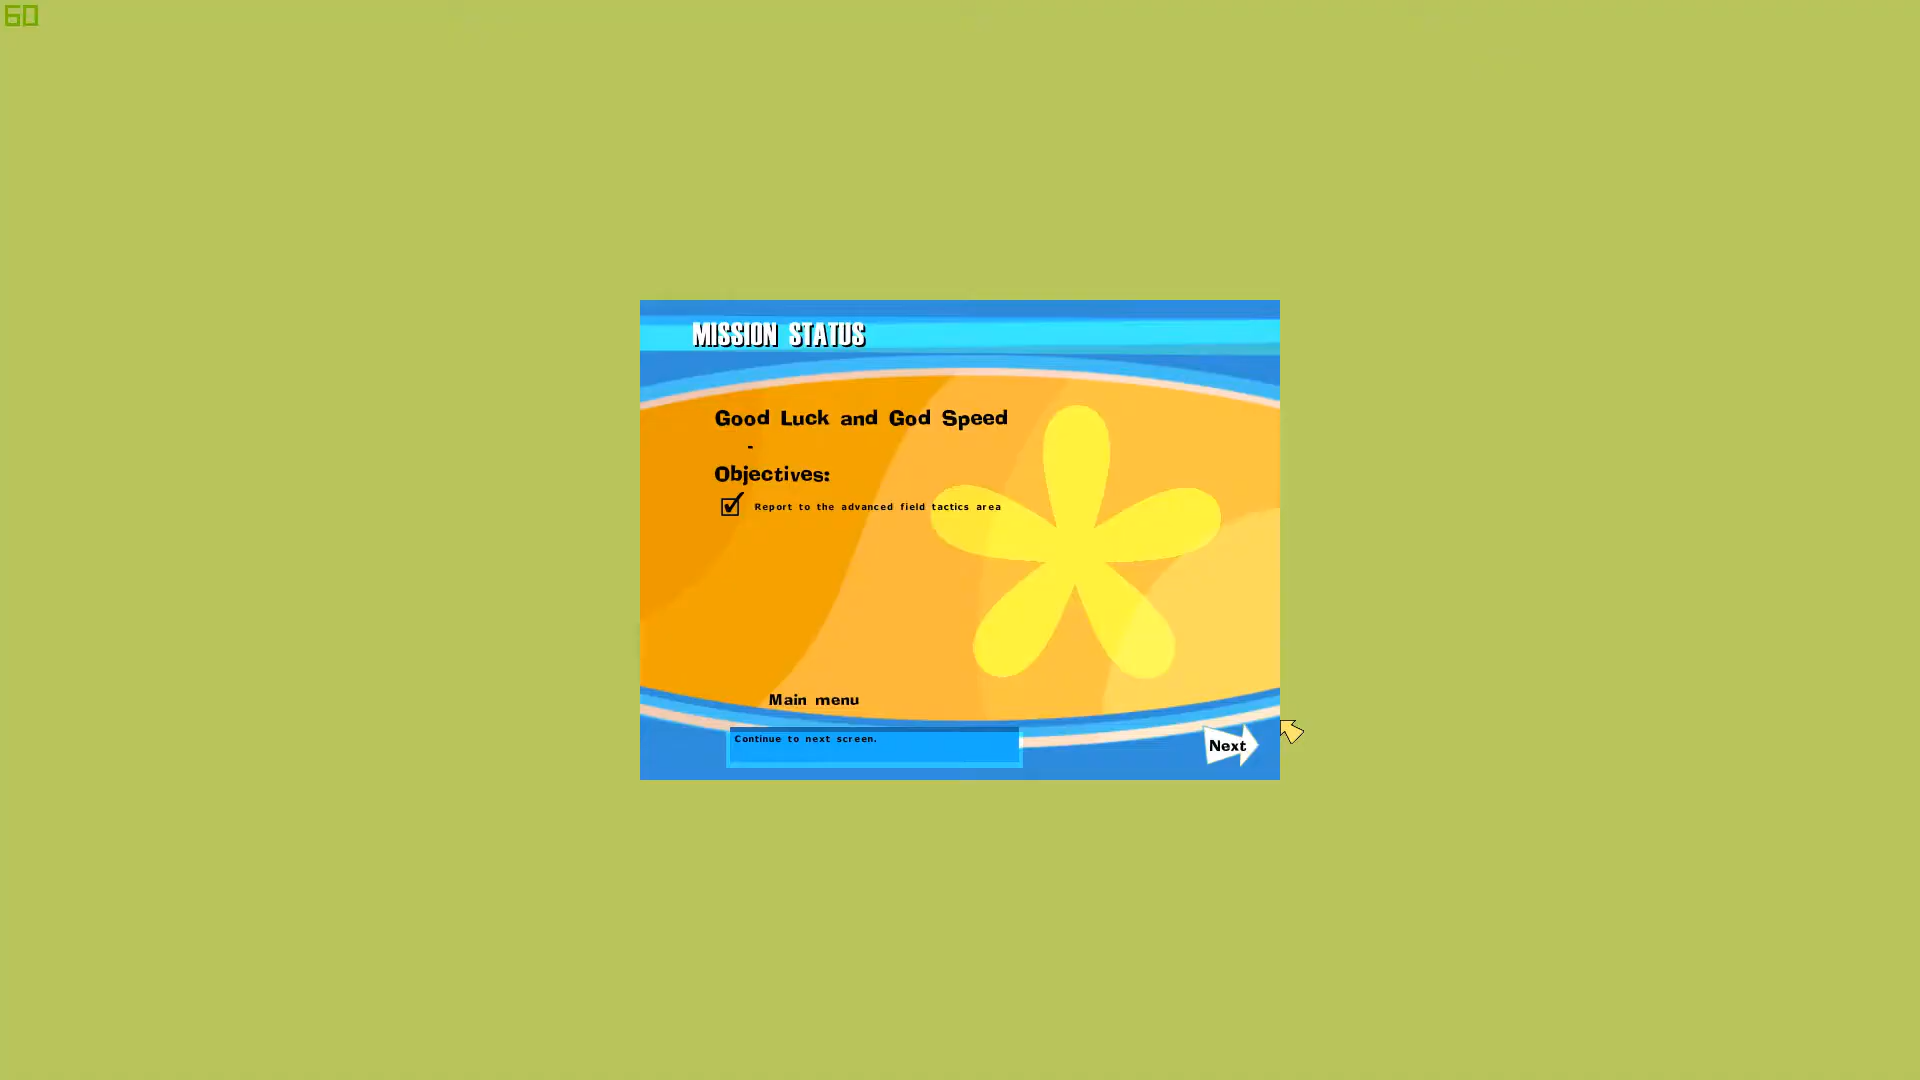 60
MISSION STATUS
Good Luck and God Speed
-
Objectives:
Report to the advanced field tactics area
Main menu
Continue to next screen.
Next